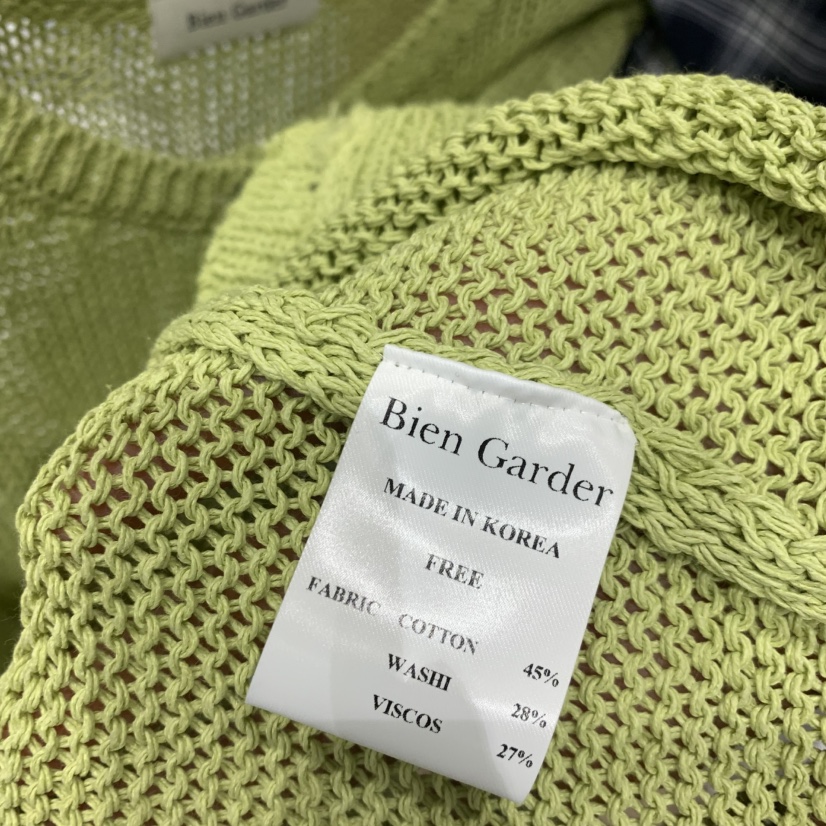 Bien Garder
Bien Garder
MADE IN KOREA
FREE
FABRIC COTTON 45%
WASHI 28%
VISCOS 27%